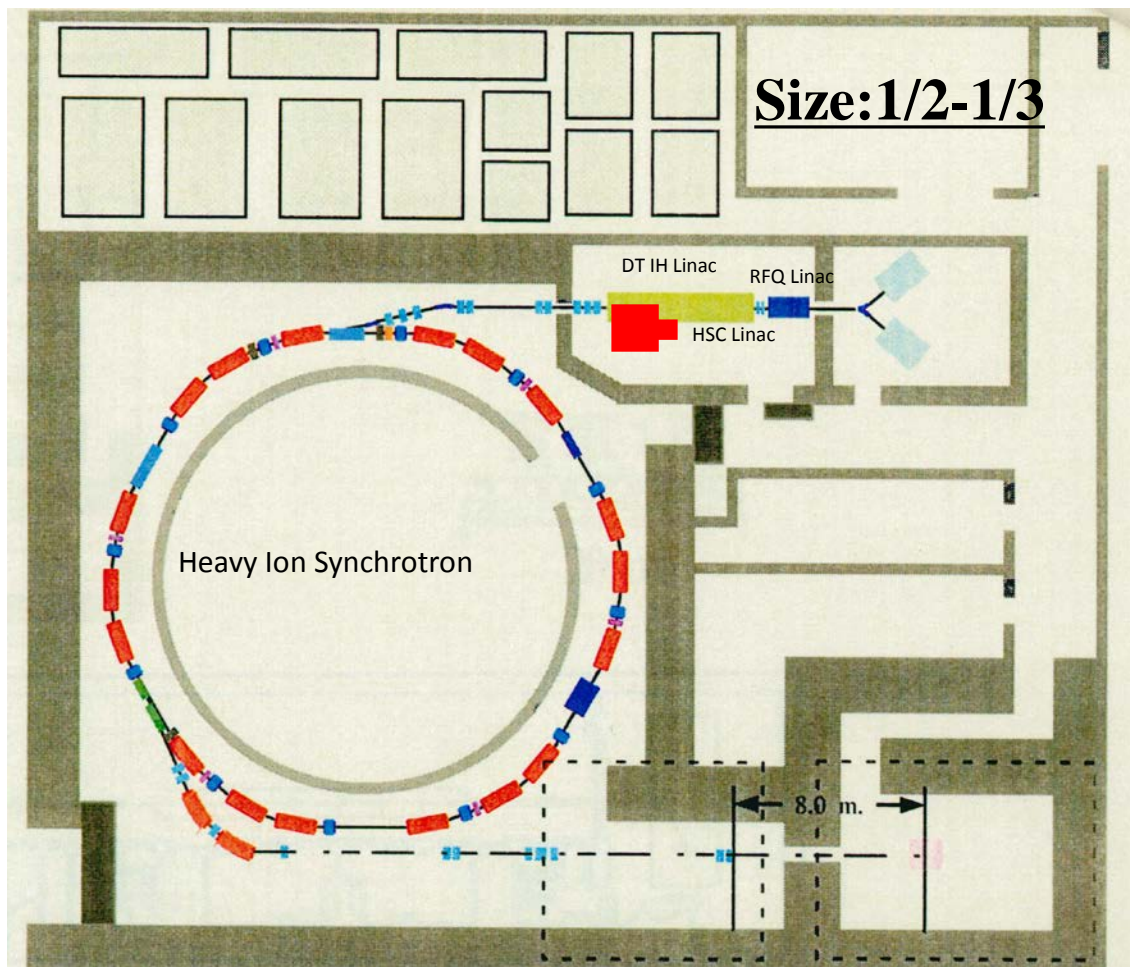 Size:1/2-1/3
DT IH Linac
RFQ Linac
HSC Linac
Heavy Ion Synchrotron
8.0 m.